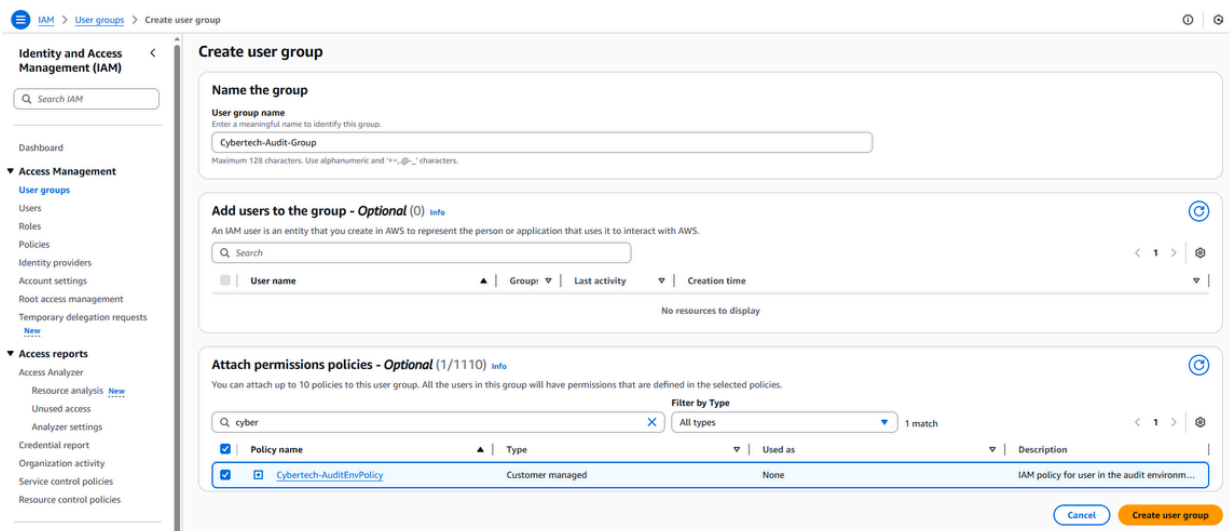 IAM > User groups > Create user group
Identity and Access
Management (IAM)
Search IAM
Dashboard
Access Management
User groups
Users
Roles
Policies
Identity providers
Account settings
Root access management
Temporary delegation requests
New
Access reports
Access Analyzer
Resource analysis New
Unused access
Analyzer settings
Credential report
Organization activity
Service control policies
Resource control policies
Create user group
Name the group
User group name
Enter a meaningful name to identify this group.
Cybertech-Audit-Group
Maximum 128 characters. Use alphanumeric and '+=,.@-_' characters.
Add users to the group - Optional (0) Info
An IAM user is an entity that you create in AWS to represent the person or application that uses it to interact with AWS.
Search
< 1 >
User name Groups Last activity Creation time
No resources to display
Attach permissions policies - Optional (1/1110) Info
You can attach up to 10 policies to this user group. All the users in this group will have permissions that are defined in the selected policies.
Filter by Type
cyber All types 1 match < 1 >
Policy name Type Used as Description
Cybertech-AuditEnvPolicy Customer managed None IAM policy for user in the audit environm...
Cancel Create user group